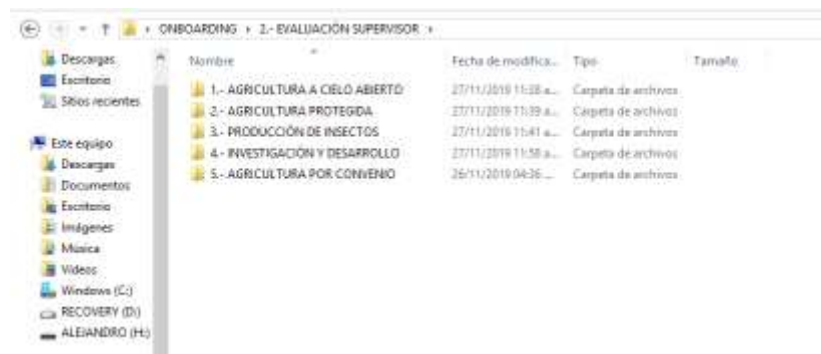 ONBOARDING ▸ 2.- EVALUACIÓN SUPERVISOR
Nombre Fecha de modifica... Tipo Tamaño
1.- AGRICULTURA A CIELO ABIERTO 27/11/2019 11:38 a... Carpeta de archivos
2.- AGRICULTURA PROTEGIDA 27/11/2019 11:39 a... Carpeta de archivos
3.- PRODUCCIÓN DE INSECTOS 27/11/2019 11:41 a... Carpeta de archivos
4.- INVESTIGACIÓN Y DESARROLLO 27/11/2019 11:58 a... Carpeta de archivos
5.- AGRICULTURA POR CONVENIO 26/11/2019 04:36 ... Carpeta de archivos
Descargas
Escritorio
Sitios recientes
Este equipo
Descargas
Documentos
Escritorio
Imágenes
Música
Vídeos
Windows (C:)
RECOVERY (D:)
ALEJANDRO (H:)